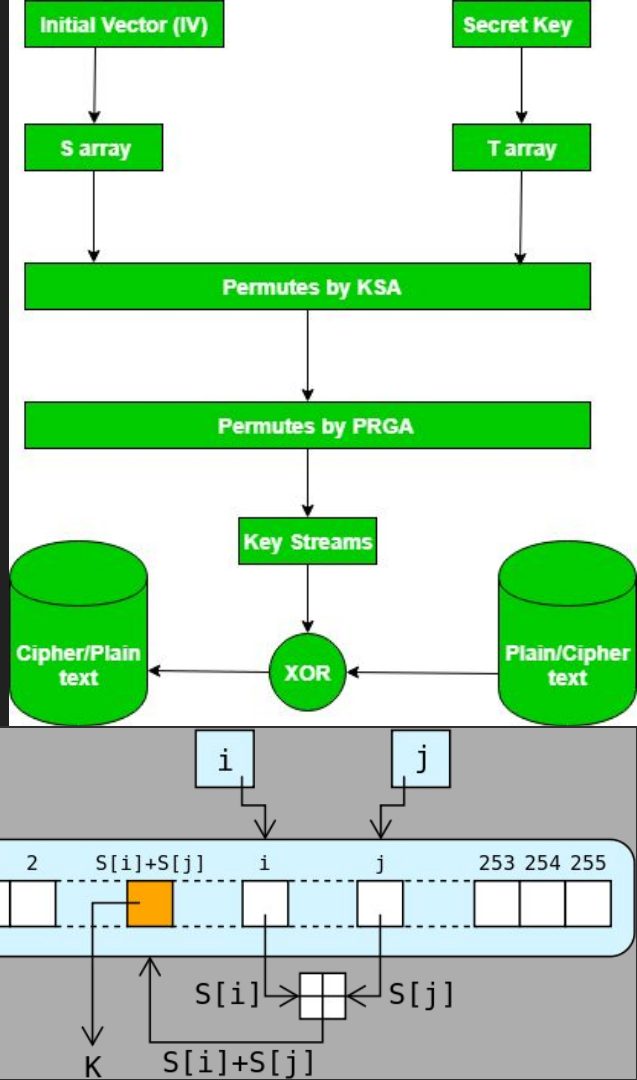 Initial Vector (IV)
Secret Key
S array
T array
Permutes by KSA
Permutes by PRGA
Key Streams
Cipher/Plain
text
XOR
Plain/Cipher
text
i
j
2 S[i]+S[j] i j 253 254 255
S[i]
S[j]
K
S[i]+S[j]